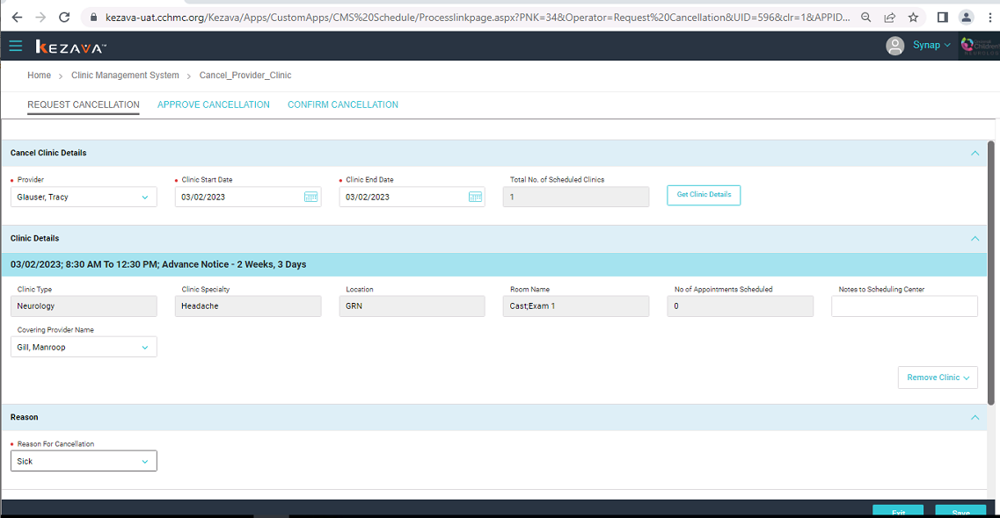 kezava-uat.cchmc.org/Kezava/Apps/CustomApps/CMS%20Schedule/Processlinkpage.aspx?PNK=34&Operator=Request%20Cancellation&UID=596&clr=1&APPID...
KEZAVA™ Synap
Home > Clinic Management System > Cancel_Provider_Clinic
REQUEST CANCELLATION APPROVE CANCELLATION CONFIRM CANCELLATION
Cancel Clinic Details
Provider Clinic Start Date Clinic End Date Total No. of Scheduled Clinics
Glauser, Tracy 03/02/2023 03/02/2023 1 Get Clinic Details
Clinic Details
03/02/2023; 8:30 AM To 12:30 PM; Advance Notice - 2 Weeks, 3 Days
Clinic Type Clinic Specialty Location Room Name No of Appointments Scheduled Notes to Scheduling Center
Neurology Headache GRN Cast;Exam 1 0
Covering Provider Name
Gill, Manroop
Remove Clinic
Reason
Reason For Cancellation
Sick
Exit Save